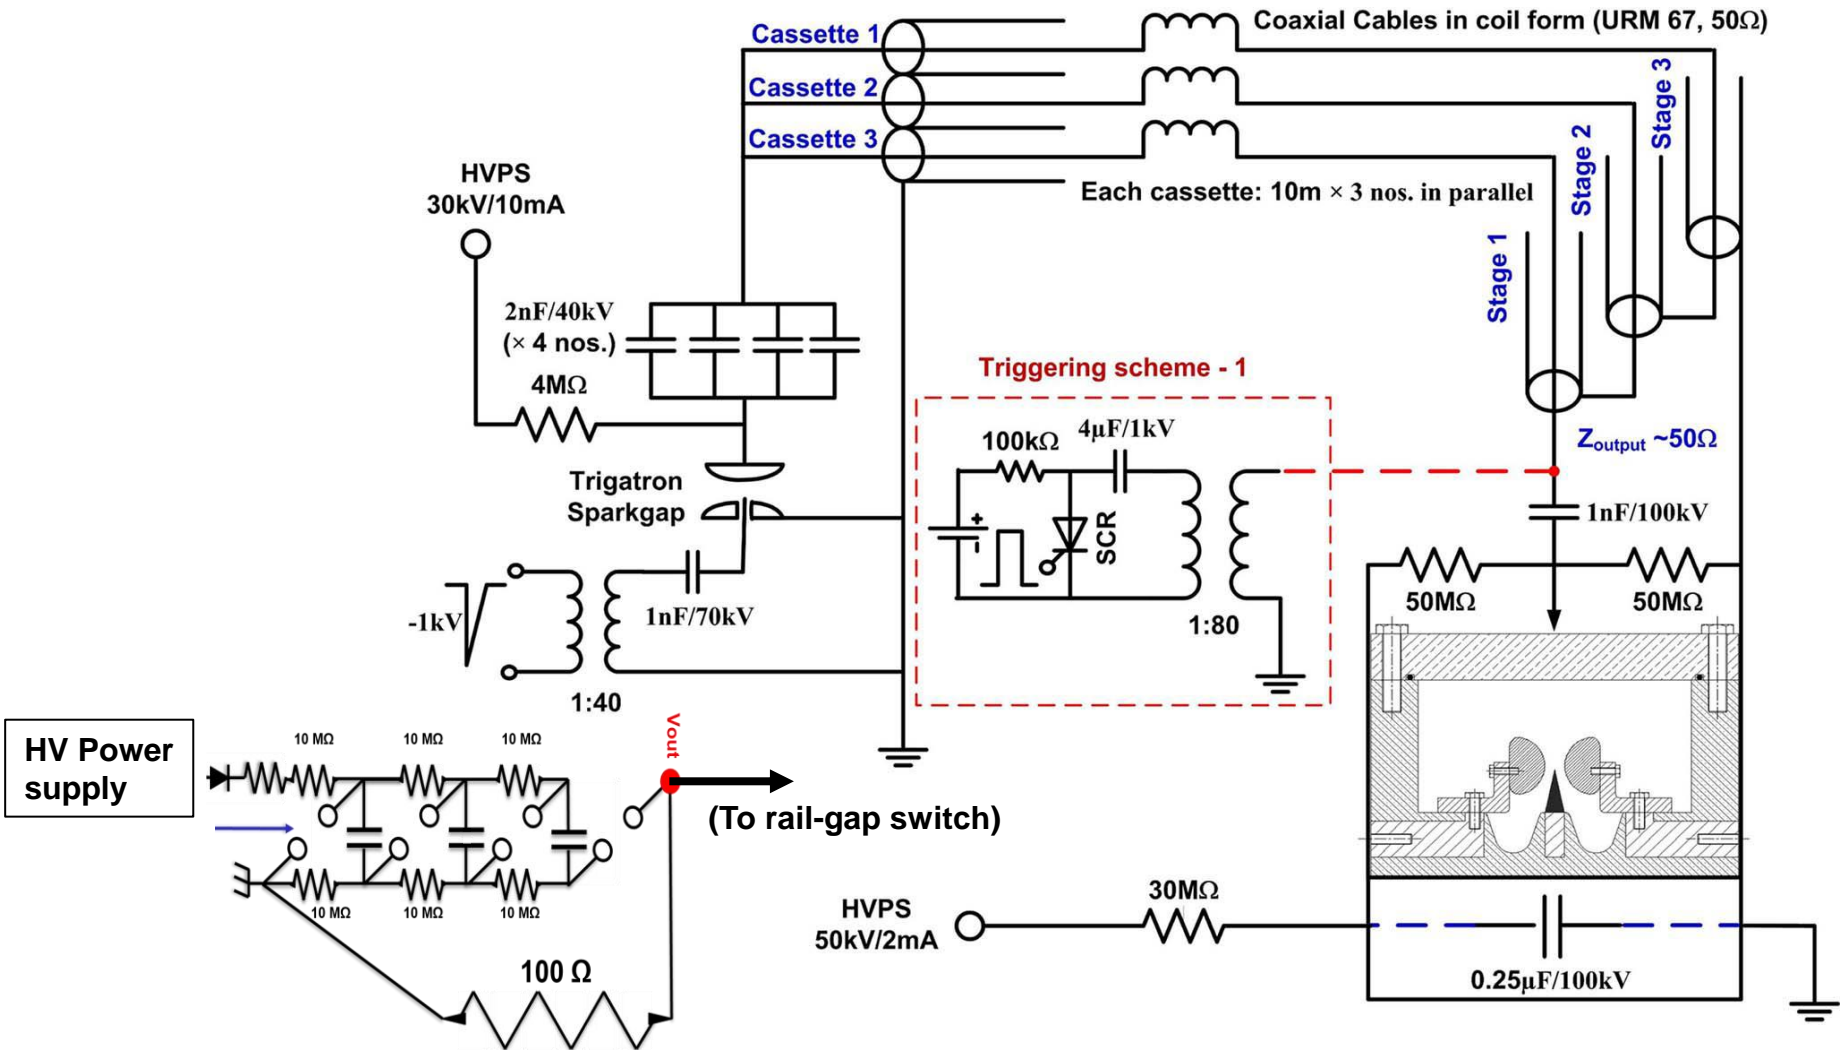 Coaxial Cables in coil form (URM 67, 50Ω)
Cassette 1
Cassette 2
Cassette 3
Stage 3
Stage 2
Stage 1
Each cassette: 10m × 3 nos. in parallel
HVPS
30kV/10mA
2nF/40kV
(× 4 nos.)
4MΩ
Trigatron
Sparkgap
-1kV
1nF/70kV
1:40
Triggering scheme - 1
100kΩ
4μF/1kV
+
-
SCR
1:80
Zoutput ~50Ω
1nF/100kV
50MΩ
50MΩ
HV Power
supply
10 MΩ
10 MΩ
10 MΩ
10 MΩ
10 MΩ
10 MΩ
Vout
(To rail-gap switch)
100 Ω
HVPS
50kV/2mA
30MΩ
0.25μF/100kV